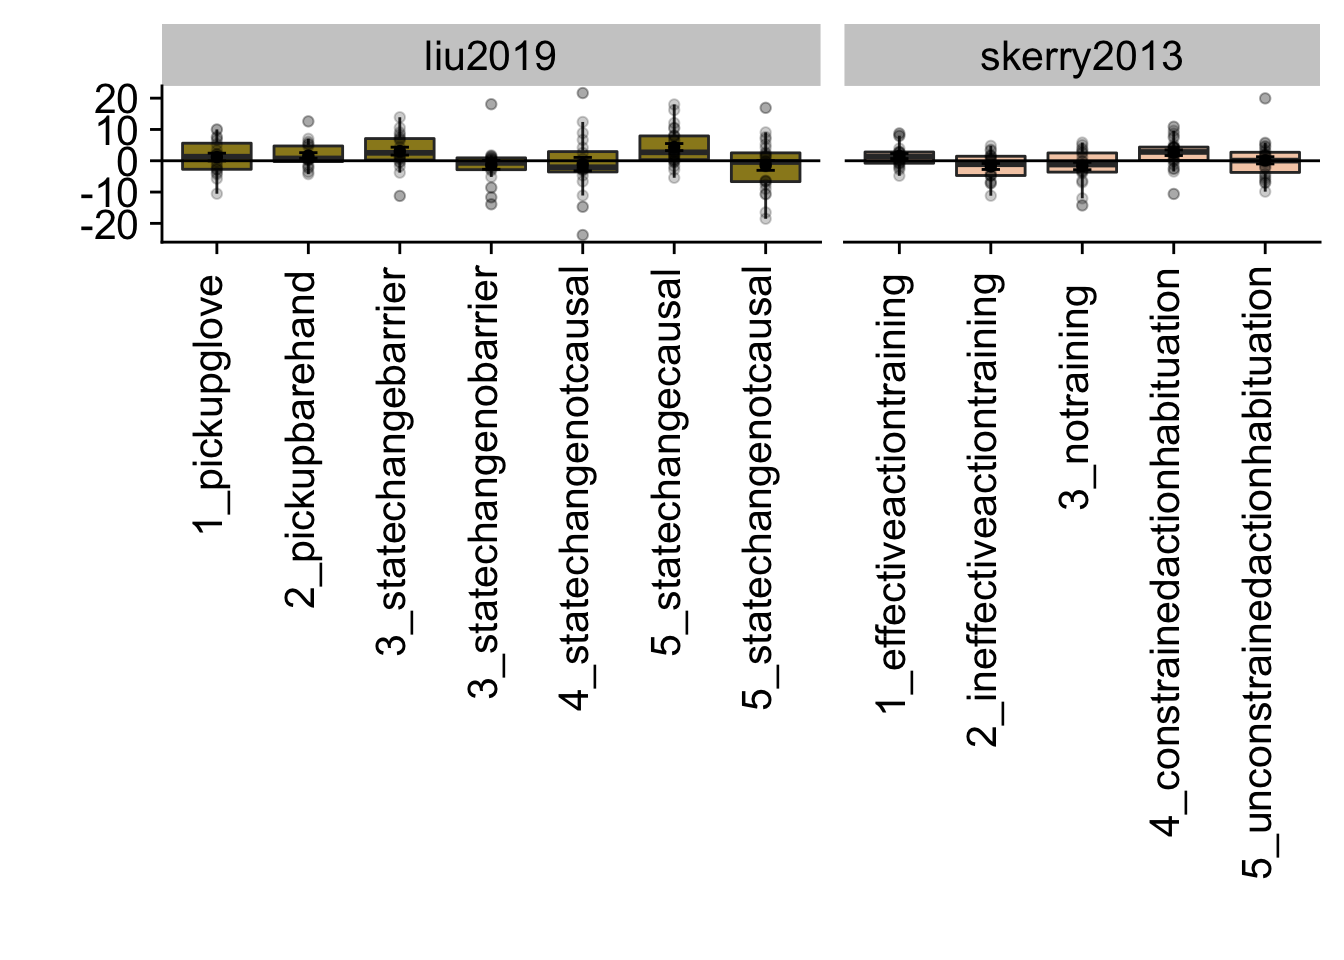 liu2019
skerry2013
20
10
0
-10
-20
1_pickupglove
2_pickupbarehand
3_statechangebarrier
3_statechangenobarrier
4_statechangenotcausal
5_statechangecausal
5_statechangenotcausal
1_effectiveactiontraining
2_ineffectiveactiontraining
3_notraining
4_constrainedactionhabituation
5_unconstrainedactionhabituation